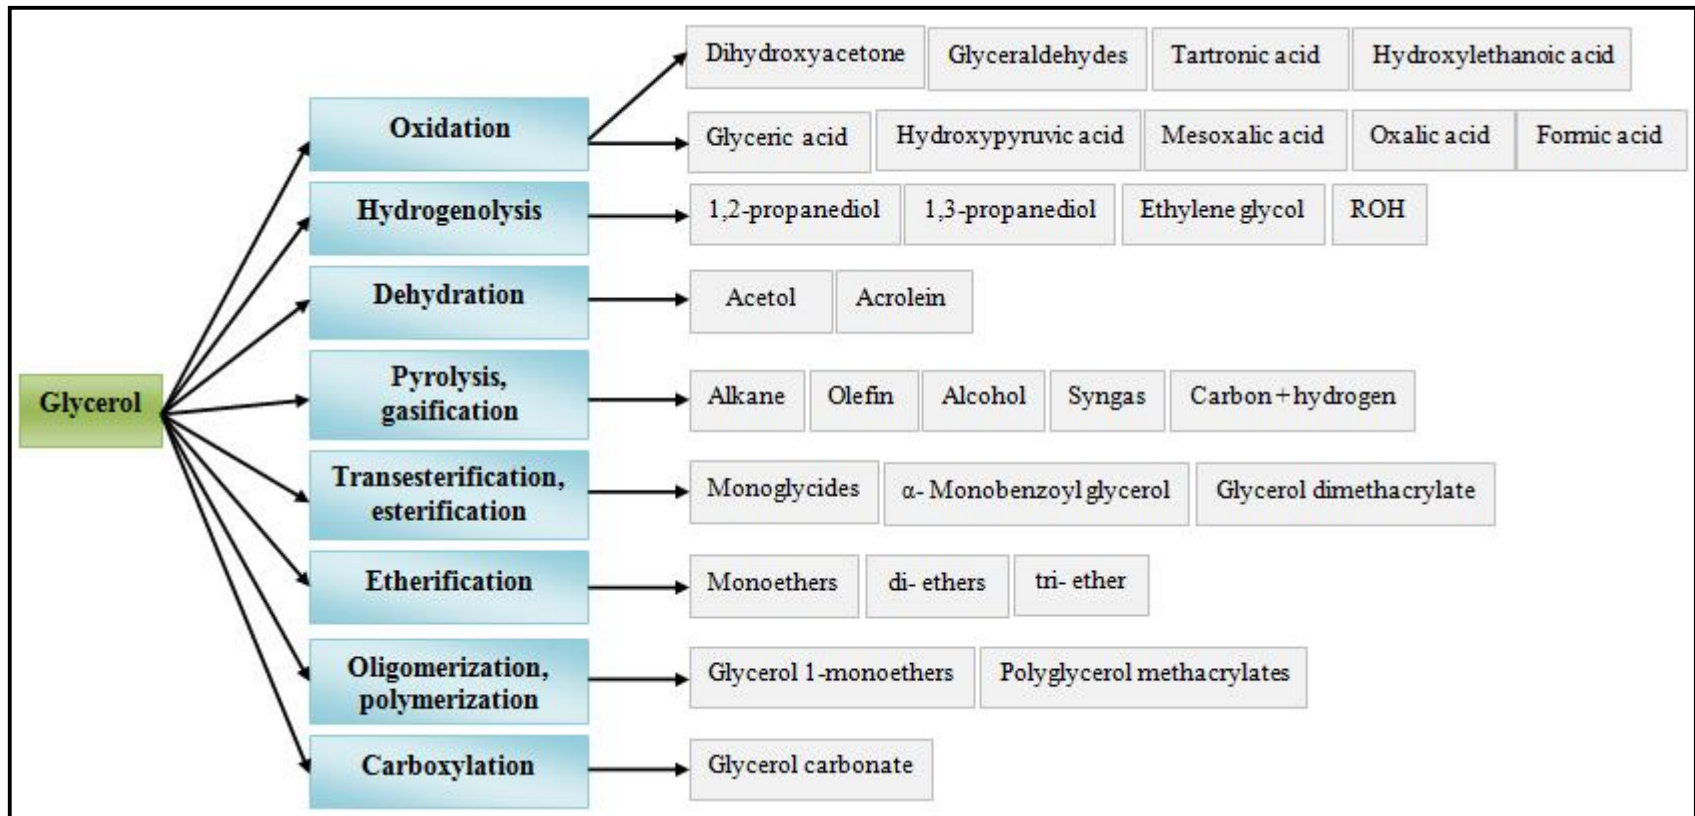 Glycerol
Oxidation
Dihydroxyacetone
Glyceraldehydes
Tartronic acid
Hydroxylethanoic acid
Glyceric acid
Hydroxypyruvic acid
Mesoxalic acid
Oxalic acid
Formic acid
Hydrogenolysis
1,2-propanediol
1,3-propanediol
Ethylene glycol
ROH
Dehydration
Acetol
Acrolein
Pyrolysis,
gasification
Alkane
Olefin
Alcohol
Syngas
Carbon + hydrogen
Transesterification,
esterification
Monoglycides
α- Monobenzoyl glycerol
Glycerol dimethacrylate
Etherification
Monoethers
di- ethers
tri- ether
Oligomerization,
polymerization
Glycerol 1-monoethers
Polyglycerol methacrylates
Carboxylation
Glycerol carbonate